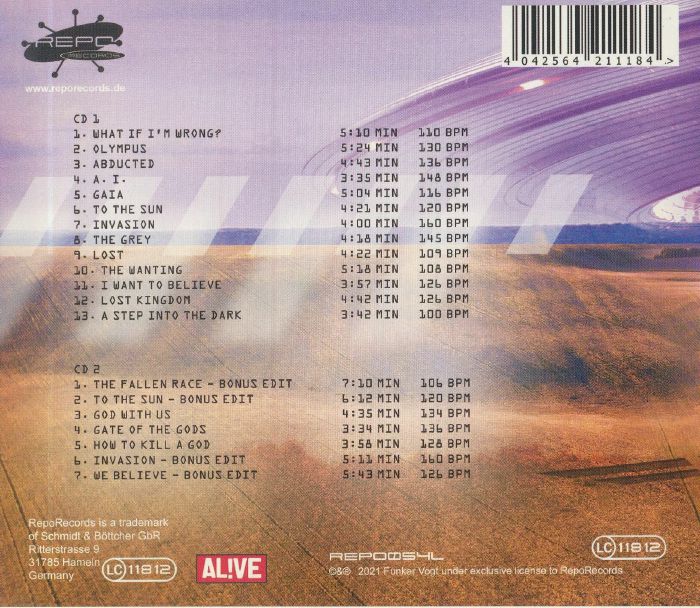 REPO
RECORDS
www.reporecords.de
4 042564 211184 >
CD 1
1. WHAT IF I'M WRONG? 5:10 MIN 110 BPM
2. OLYMPUS 5:24 MIN 130 BPM
3. ABDUCTED 4:43 MIN 136 BPM
4. A. I. 3:35 MIN 148 BPM
5. GAIA 5:04 MIN 116 BPM
6. TO THE SUN 4:21 MIN 120 BPM
7. INVASION 4:00 MIN 160 BPM
8. THE GREY 4:18 MIN 145 BPM
9. LOST 4:22 MIN 109 BPM
10. THE WANTING 5:18 MIN 108 BPM
11. I WANT TO BELIEVE 3:57 MIN 126 BPM
12. LOST KINGDOM 4:42 MIN 126 BPM
13. A STEP INTO THE DARK 3:42 MIN 100 BPM
CD 2
1. THE FALLEN RACE - BONUS EDIT 7:10 MIN 106 BPM
2. TO THE SUN - BONUS EDIT 6:12 MIN 120 BPM
3. GOD WITH US 4:35 MIN 134 BPM
4. GATE OF THE GODS 3:34 MIN 136 BPM
5. HOW TO KILL A GOD 3:58 MIN 128 BPM
6. INVASION - BONUS EDIT 5:11 MIN 160 BPM
7. WE BELIEVE - BONUS EDIT 5:43 MIN 126 BPM
RepoRecords is a trademark
of Schmidt & Böttcher GbR
Ritterstrasse 9
31785 Hameln
Germany
LC 11812
AL!VE
REPO054L
©&℗ 2021 Funker Vogt under exclusive license to RepoRecords
LC 11812